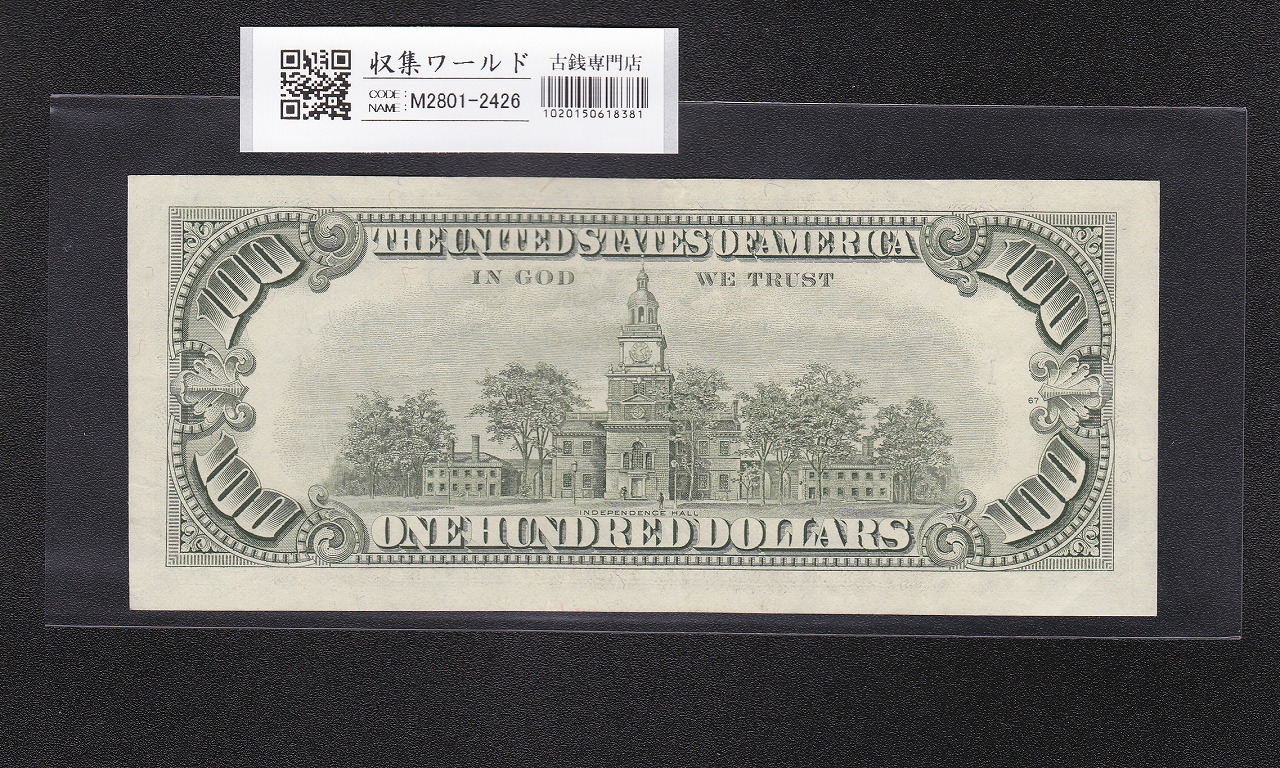 収集ワールド 古銭専門店
CODE:
NAME: M2801-2426
1020150618381
THE UNITED STATES OF AMERICA
100 100
IN GOD WE TRUST
67
100 100
INDEPENDENCE HALL
ONE HUNDRED DOLLARS